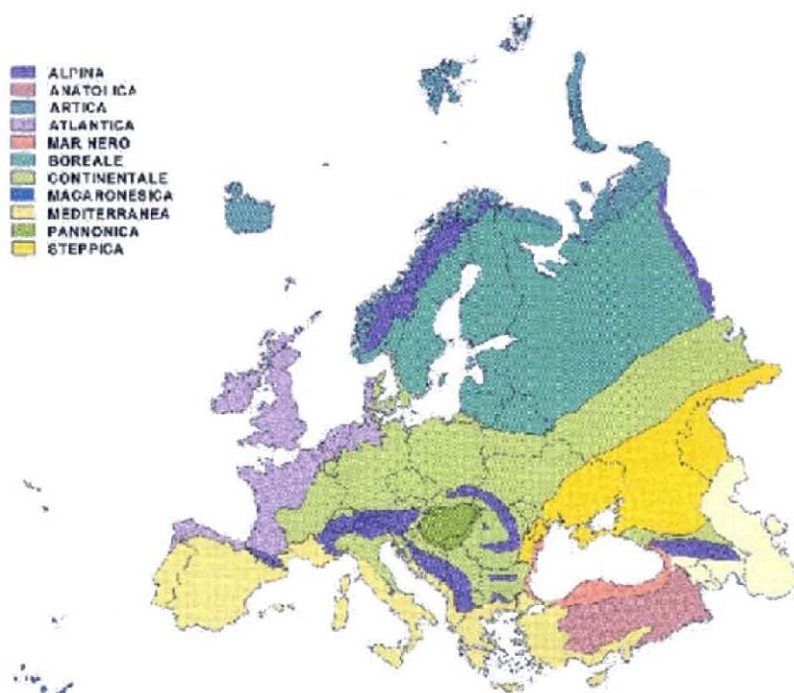 ALPINA
ANATOLICA
ARTICA
ATLANTICA
MAR NERO
BOREALE
CONTINENTALE
MACARONESICA
MEDITERRANEA
PANNONICA
STEPPICA